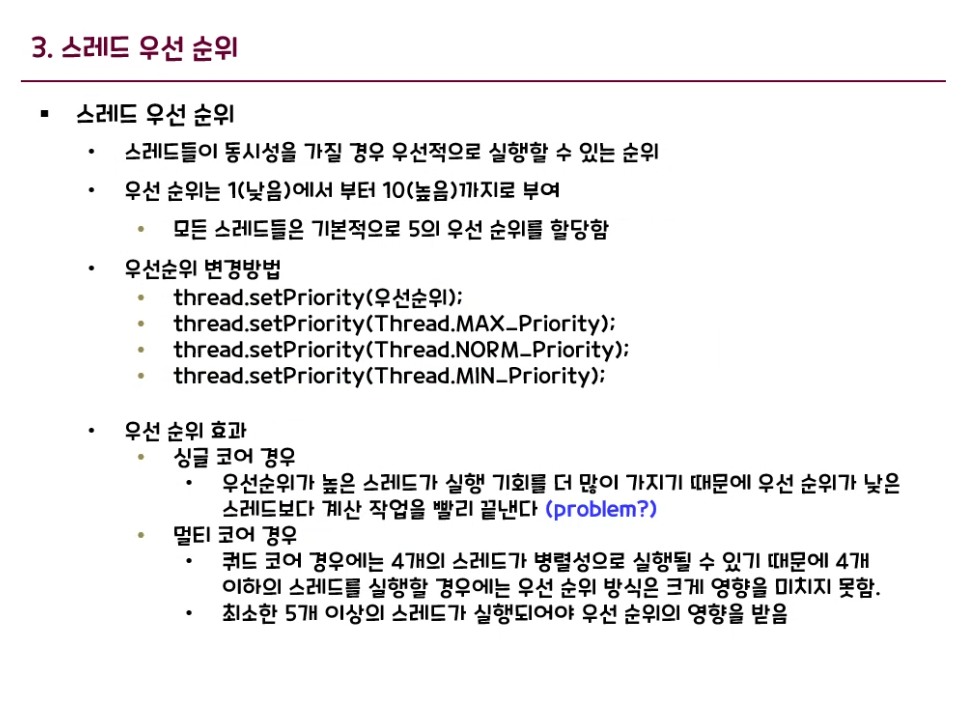 3. 스레드 우선 순위
▪ 스레드 우선 순위
• 스레드들이 동시성을 가질 경우 우선적으로 실행할 수 있는 순위
• 우선 순위는 1(낮음)에서 부터 10(높음)까지로 부여
• 모든 스레드들은 기본적으로 5의 우선 순위를 할당함
• 우선순위 변경방법
• thread.setPriority(우선순위);
• thread.setPriority(Thread.MAX_Priority);
• thread.setPriority(Thread.NORM_Priority);
• thread.setPriority(Thread.MIN_Priority);
• 우선 순위 효과
• 싱글 코어 경우
• 우선순위가 높은 스레드가 실행 기회를 더 많이 가지기 때문에 우선 순위가 낮은
스레드보다 계산 작업을 빨리 끝낸다 (problem?)
• 멀티 코어 경우
• 쿼드 코어 경우에는 4개의 스레드가 병렬성으로 실행될 수 있기 때문에 4개
이하의 스레드를 실행할 경우에는 우선 순위 방식은 크게 영향을 미치지 못함.
• 최소한 5개 이상의 스레드가 실행되어야 우선 순위의 영향을 받음